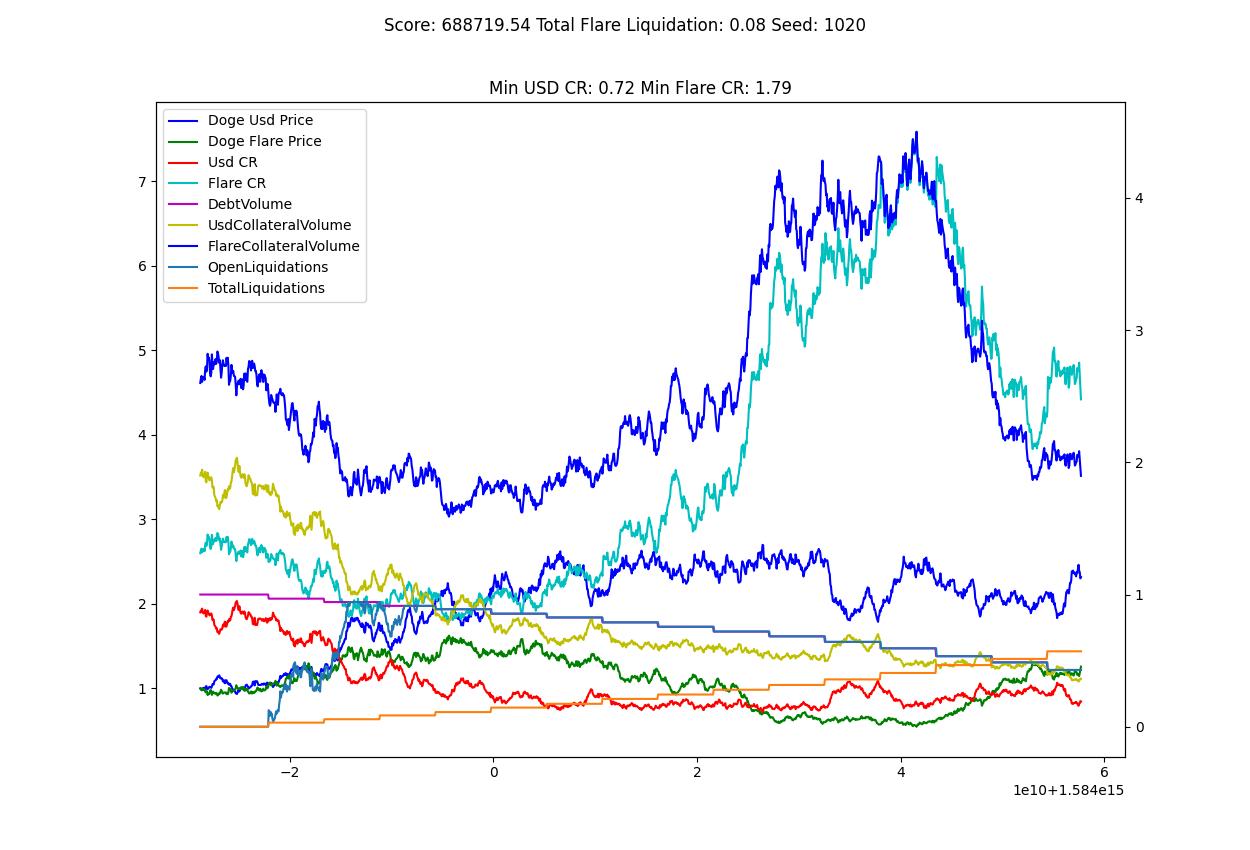 Score: 688719.54 Total Flare Liquidation: 0.08 Seed: 1020
Min USD CR: 0.72 Min Flare CR: 1.79
Doge Usd Price
Doge Flare Price
Usd CR
Flare CR
DebtVolume
UsdCollateralVolume
FlareCollateralVolume
OpenLiquidations
TotalLiquidations
7
6
5
4
3
2
1
4
3
2
1
0
−2 0 2 4 6
1e10+1.584e15